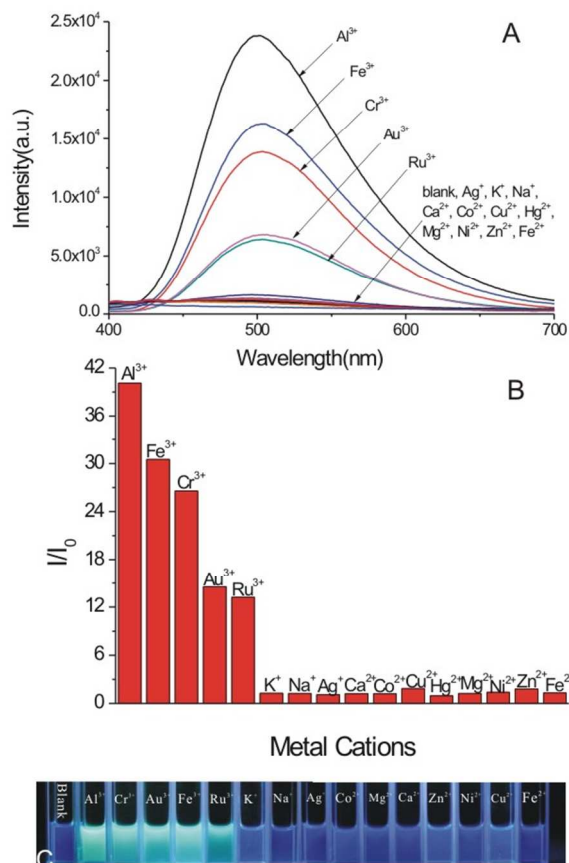 A
2.5x10⁴
2.0x10⁴
1.5x10⁴
1.0x10⁴
5.0x10³
0.0
Intensity(a.u.)
Al³⁺
Fe³⁺
Cr³⁺
Au³⁺
Ru³⁺
blank, Ag⁺, K⁺, Na⁺,
Ca²⁺, Co²⁺, Cu²⁺, Hg²⁺,
Mg²⁺, Ni²⁺, Zn²⁺, Fe²⁺
400 500 600 700
Wavelength(nm)
B
42
36
30
24
18
12
6
0
I/I₀
Al³⁺
Fe³⁺
Cr³⁺
Au³⁺
Ru³⁺
K⁺ Na⁺ Ag⁺ Ca²⁺ Co²⁺ Cu²⁺ Hg²⁺ Mg²⁺ Ni²⁺ Zn²⁺ Fe²⁺
Metal Cations
Blank Al³⁺ Cr³⁺ Au³⁺ Fe³⁺ Ru³⁺ K⁺ Na⁺ Ag⁺ Co²⁺ Mg²⁺ Ca²⁺ Zn²⁺ Ni²⁺ Cu²⁺ Fe²⁺
C